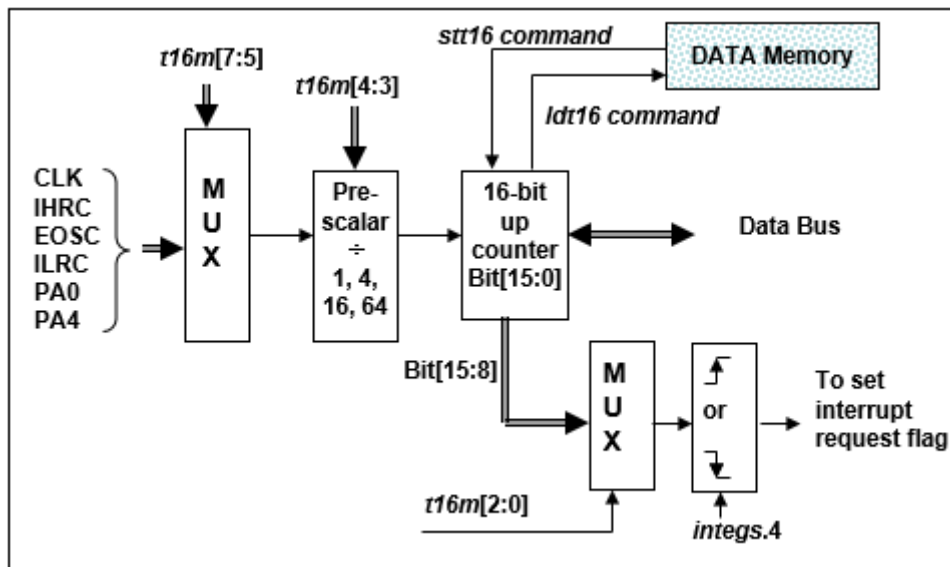 stt16 command
DATA Memory
t16m[7:5]
t16m[4:3]
ldt16 command
CLK
IHRC
EOSC
ILRC
PA0
PA4
M
U
X
Pre-
scalar
÷
1, 4,
16, 64
16-bit
up
counter
Bit[15:0]
Data Bus
Bit[15:8]
M
U
X
or
To set
interrupt
request flag
t16m[2:0]
integs.4